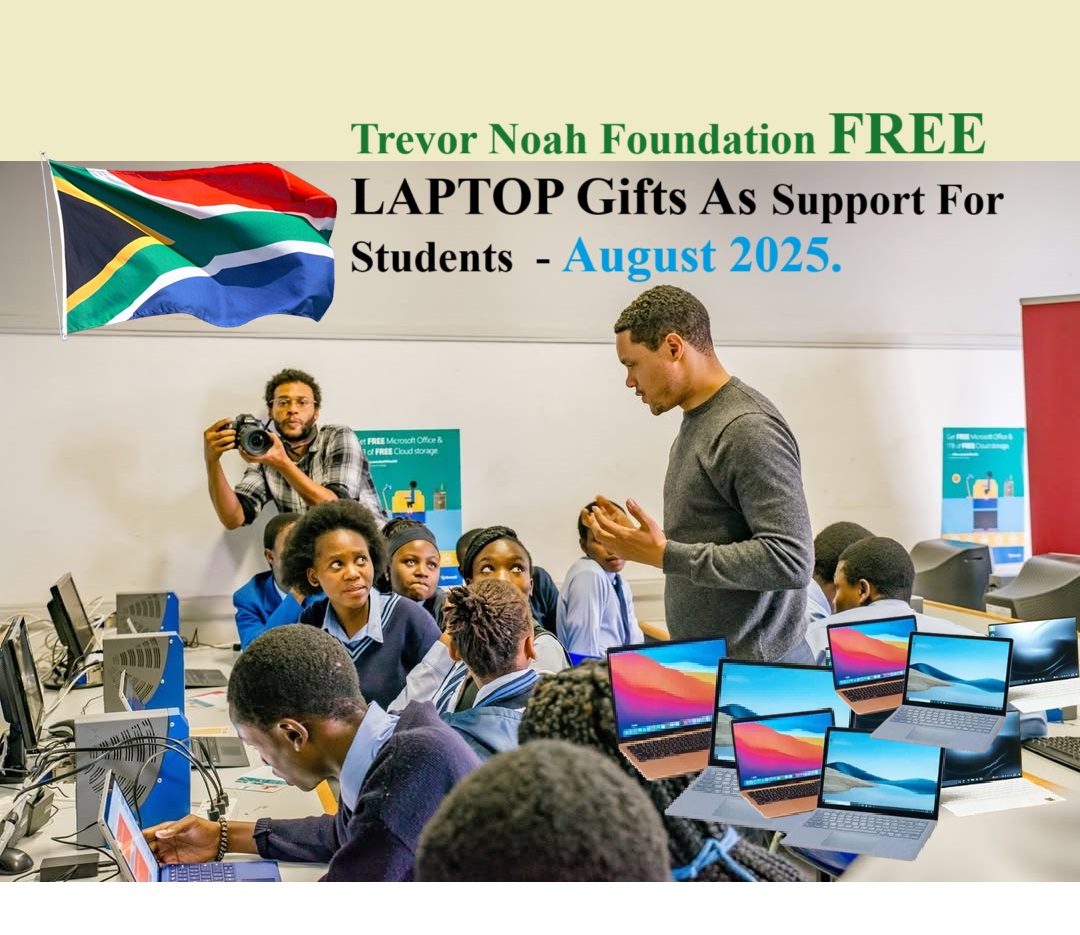 Trevor Noah Foundation FREE
LAPTOP Gifts As Support For
Students - August 2025.
Get FREE Microsoft Office &
of FREE Cloud storage.
Get FREE Microsoft Office &
1TB of FREE Cloud storage.